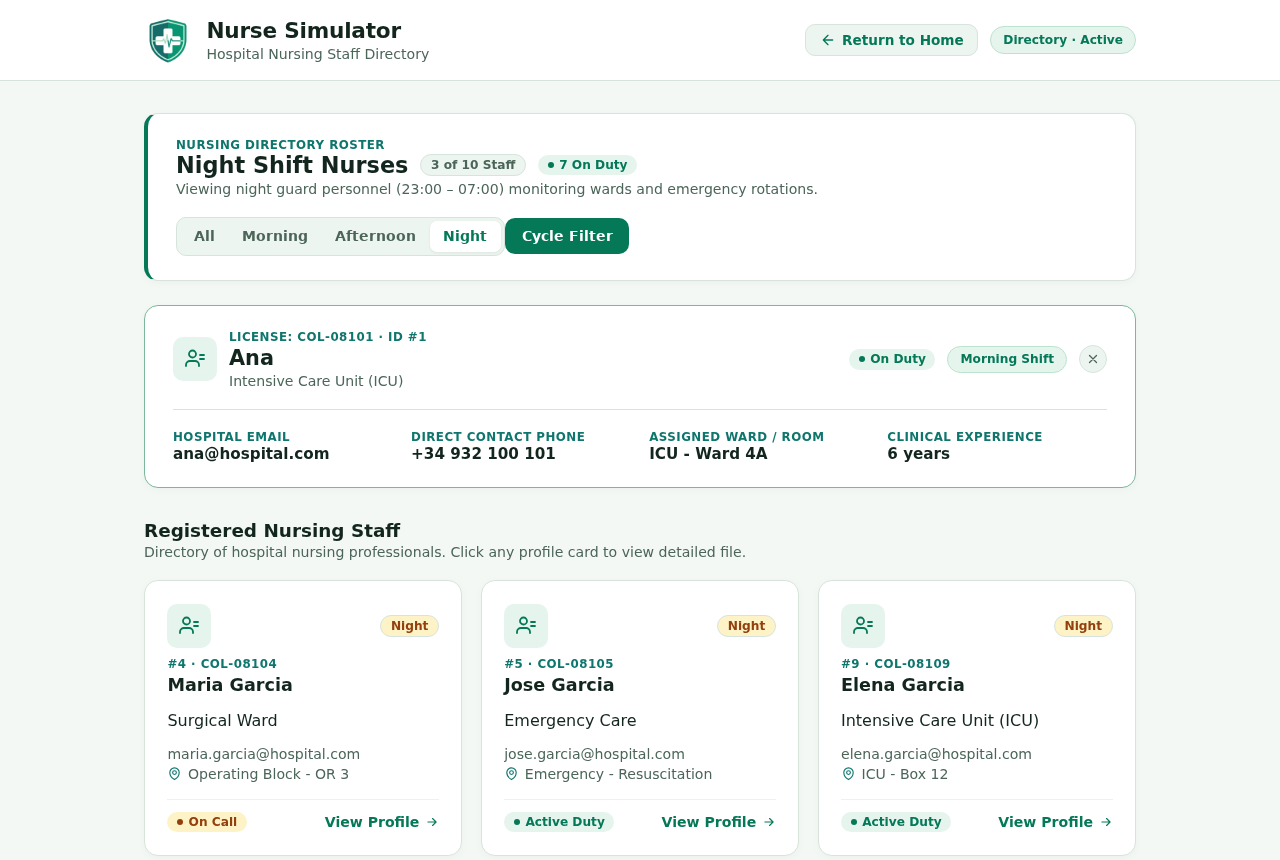 Nurse Simulator
Hospital Nursing Staff Directory
Return to Home
Directory · Active
NURSING DIRECTORY ROSTER
Night Shift Nurses
3 of 10 Staff
7 On Duty
Viewing night guard personnel (23:00 – 07:00) monitoring wards and emergency rotations.
All
Morning
Afternoon
Night
Cycle Filter
LICENSE: COL-08101 · ID #1
Ana
Intensive Care Unit (ICU)
On Duty
Morning Shift
HOSPITAL EMAIL
ana@hospital.com
DIRECT CONTACT PHONE
+34 932 100 101
ASSIGNED WARD / ROOM
ICU - Ward 4A
CLINICAL EXPERIENCE
6 years
Registered Nursing Staff
Directory of hospital nursing professionals. Click any profile card to view detailed file.
Night
#4 · COL-08104
Maria Garcia
Surgical Ward
maria.garcia@hospital.com
Operating Block - OR 3
On Call
View Profile
Night
#5 · COL-08105
Jose Garcia
Emergency Care
jose.garcia@hospital.com
Emergency - Resuscitation
Active Duty
View Profile
Night
#9 · COL-08109
Elena Garcia
Intensive Care Unit (ICU)
elena.garcia@hospital.com
ICU - Box 12
Active Duty
View Profile